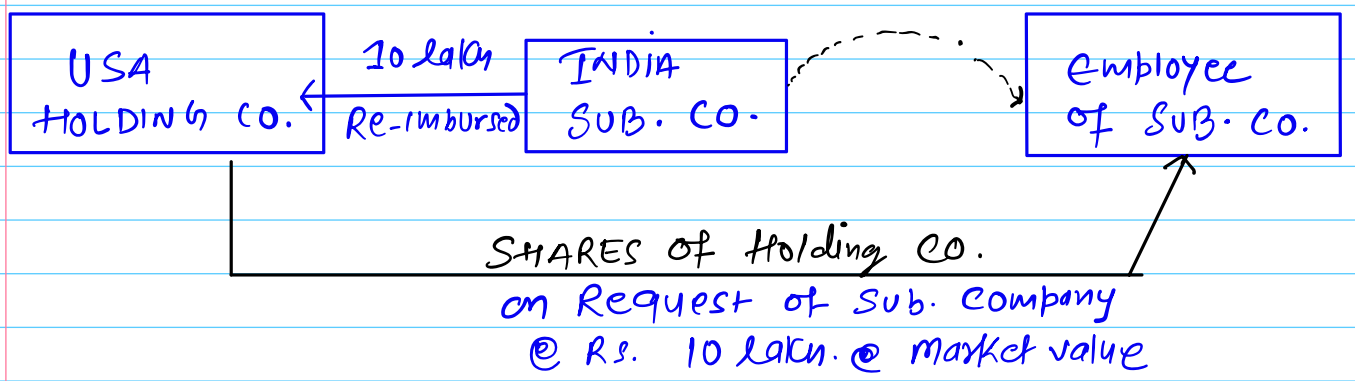 USA
HOLDING CO.
10 lakh
Re-imbursed
INDIA
SUB. CO.
Employee
of SUB. CO.
SHARES of Holding CO.
on Request of Sub. Company
@ Rs. 10 lakh. @ Market value